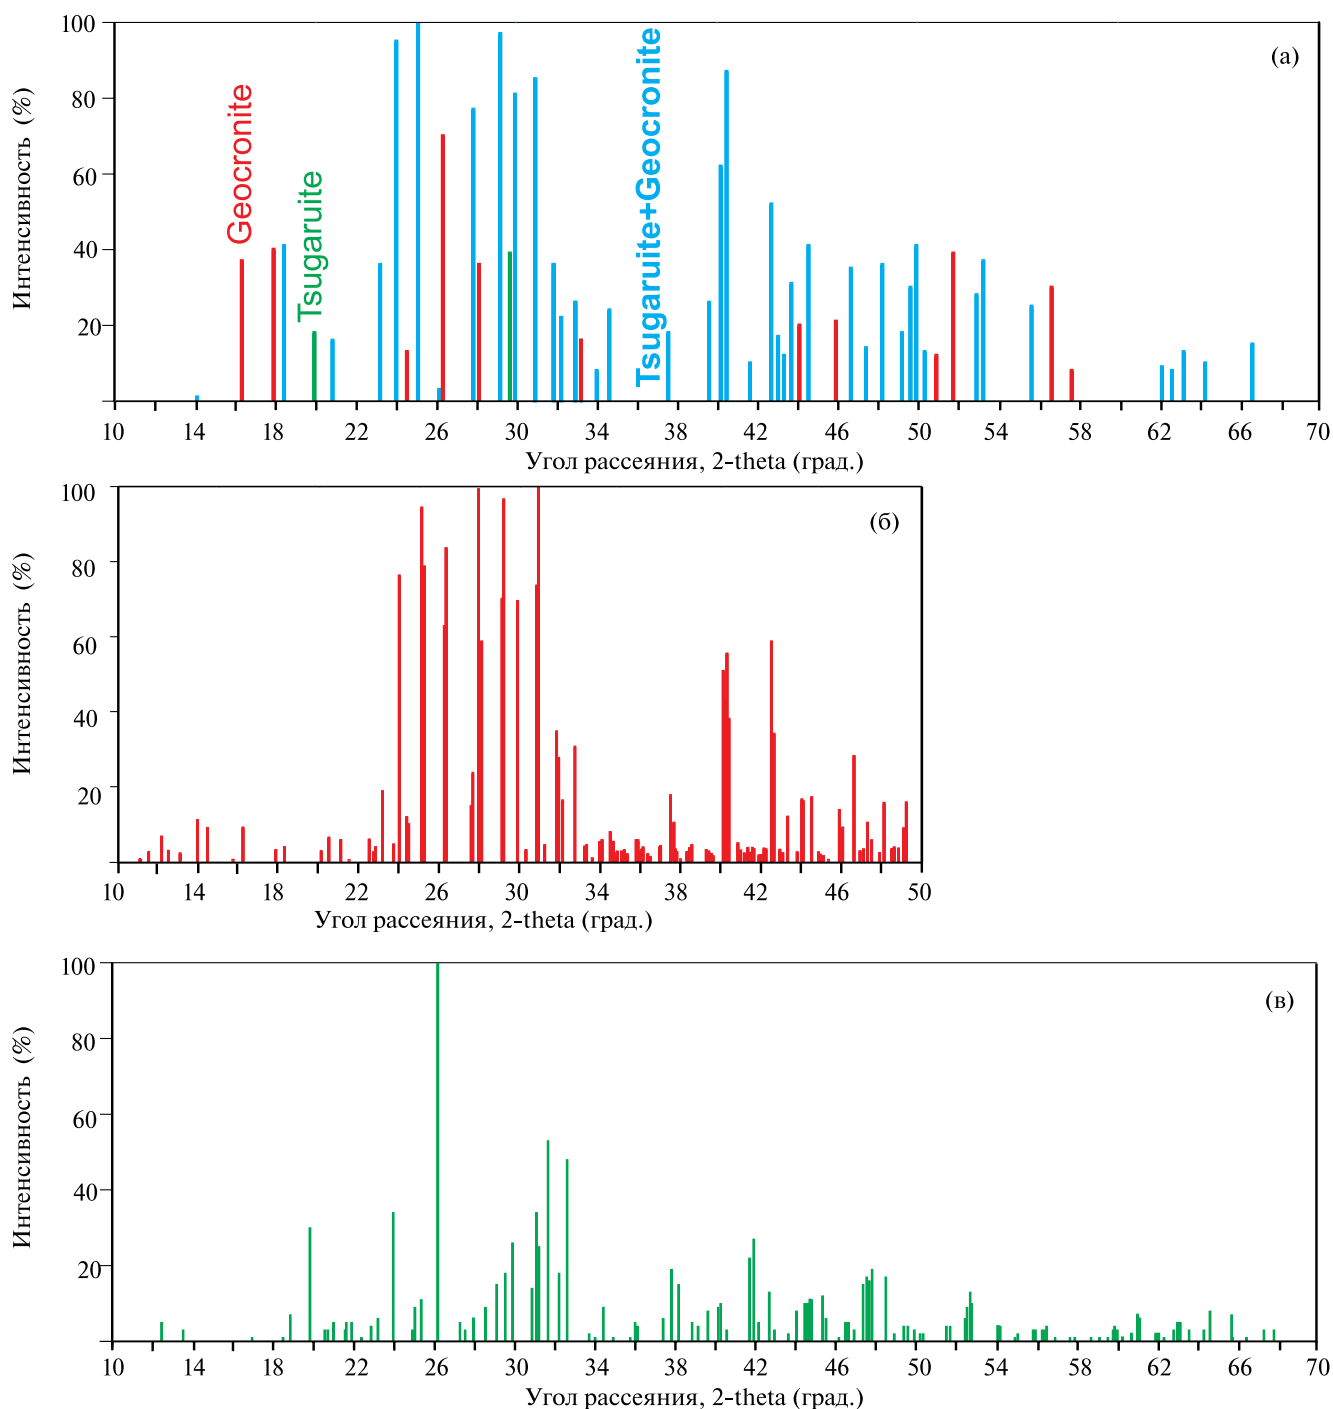 100
80
60
40
20
Интенсивность (%)
(а)
Geocronite
Tsugaruite
Tsugaruite+Geocronite
10 14 18 22 26 30 34 38 42 46 50 54 58 62 66 70
Угол рассеяния, 2-theta (град.)
100
80
60
40
20
Интенсивность (%)
(б)
10 14 18 22 26 30 34 38 42 46 50
Угол рассеяния, 2-theta (град.)
100
80
60
40
20
Интенсивность (%)
(в)
10 14 18 22 26 30 34 38 42 46 50 54 58 62 66 70
Угол рассеяния, 2-theta (град.)